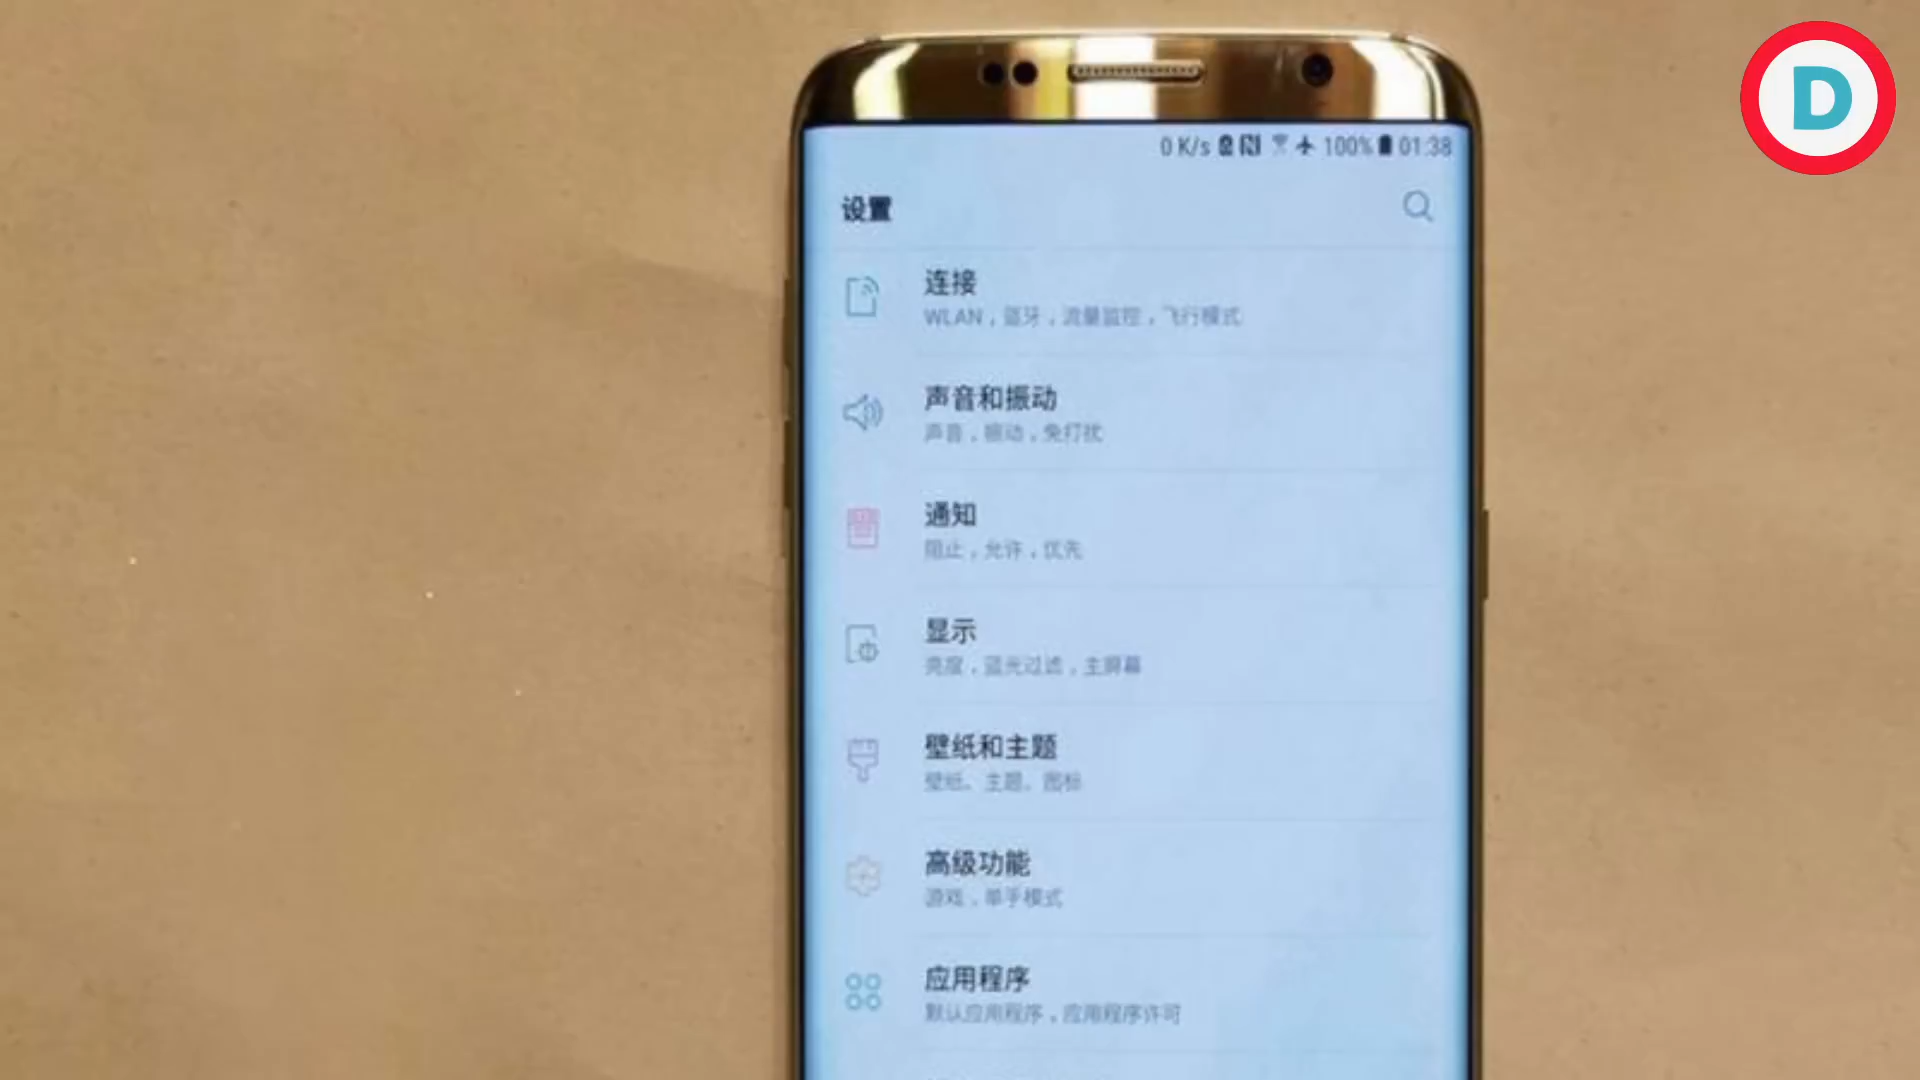 D
0 K/s 100% 01:38
设置
连接
WLAN，蓝牙，流量监控，飞行模式
声音和振动
声音，振动，免打扰
通知
阻止，允许，优先
显示
亮度，蓝光过滤，主屏幕
壁纸和主题
壁纸、主题、图标
高级功能
游戏，单手模式
应用程序
默认应用程序，应用程序许可